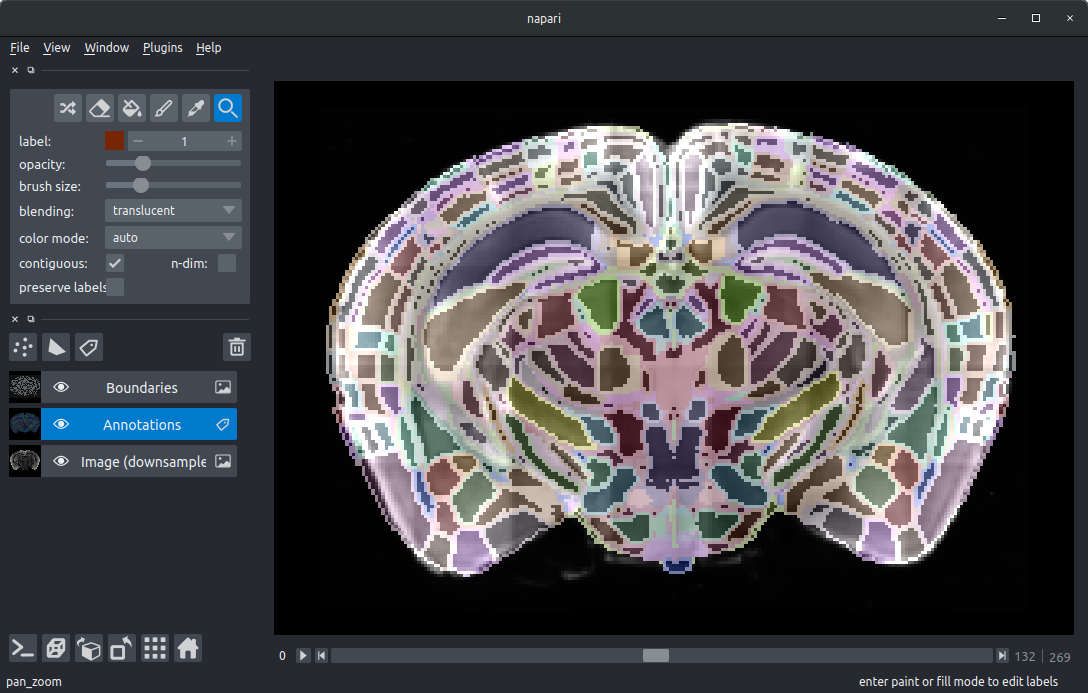 napari
File View Window Plugins Help
label: 1
opacity:
brush size:
blending: translucent
color mode: auto
contiguous: n-dim:
preserve labels
Boundaries
Annotations
Image (downsample
0 132 269
pan_zoom enter paint or fill mode to edit labels